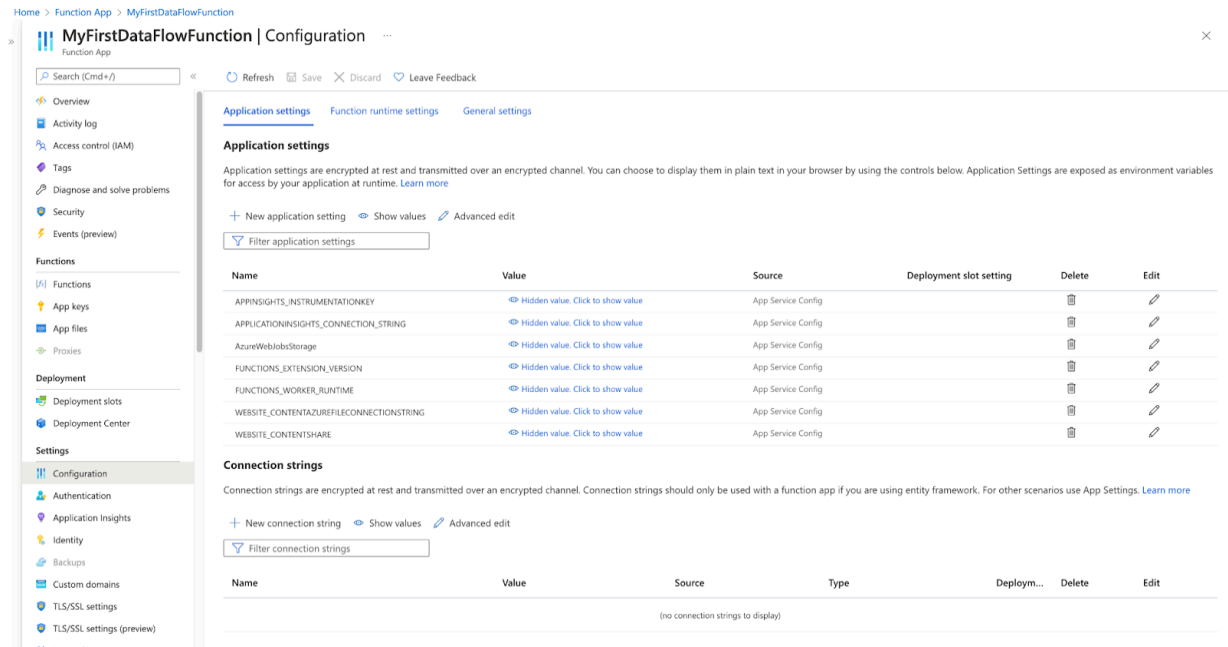 Home > Function App > MyFirstDataFlowFunction
MyFirstDataFlowFunction | Configuration ...
Function App
Search (Cmd+/)
Overview
Activity log
Access control (IAM)
Tags
Diagnose and solve problems
Security
Events (preview)
Functions
Functions
App keys
App files
Proxies
Deployment
Deployment slots
Deployment Center
Settings
Configuration
Authentication
Application Insights
Identity
Backups
Custom domains
TLS/SSL settings
TLS/SSL settings (preview)
Refresh Save Discard Leave Feedback
Application settings Function runtime settings General settings
Application settings
Application settings are encrypted at rest and transmitted over an encrypted channel. You can choose to display them in plain text in your browser by using the controls below. Application Settings are exposed as environment variables
for access by your application at runtime. Learn more
New application setting Show values Advanced edit
Filter application settings
Name Value Source Deployment slot setting Delete Edit
APPINSIGHTS_INSTRUMENTATIONKEY Hidden value. Click to show value App Service Config
APPLICATIONINSIGHTS_CONNECTION_STRING Hidden value. Click to show value App Service Config
AzureWebJobsStorage Hidden value. Click to show value App Service Config
FUNCTIONS_EXTENSION_VERSION Hidden value. Click to show value App Service Config
FUNCTIONS_WORKER_RUNTIME Hidden value. Click to show value App Service Config
WEBSITE_CONTENTAZUREFILECONNECTIONSTRING Hidden value. Click to show value App Service Config
WEBSITE_CONTENTSHARE Hidden value. Click to show value App Service Config
Connection strings
Connection strings are encrypted at rest and transmitted over an encrypted channel. Connection strings should only be used with a function app if you are using entity framework. For other scenarios use App Settings. Learn more
New connection string Show values Advanced edit
Filter connection strings
Name Value Source Type Deploym... Delete Edit
(no connection strings to display)